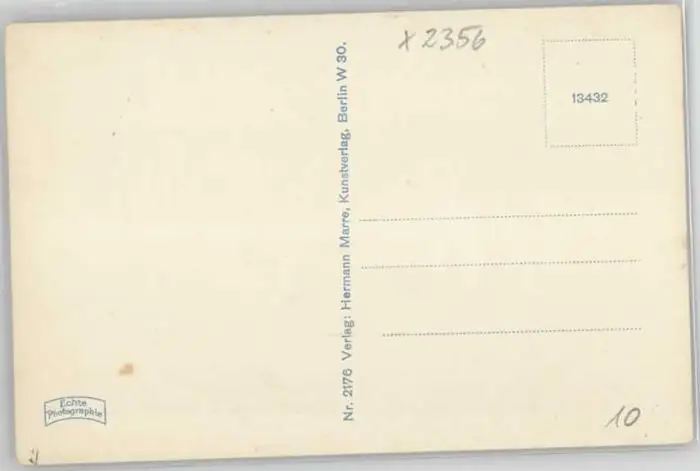 x 2356
13432
Nr. 2176 Verlag: Hermann Marre, Kunstverlag, Berlin W 30.
Echte
Photographie
10